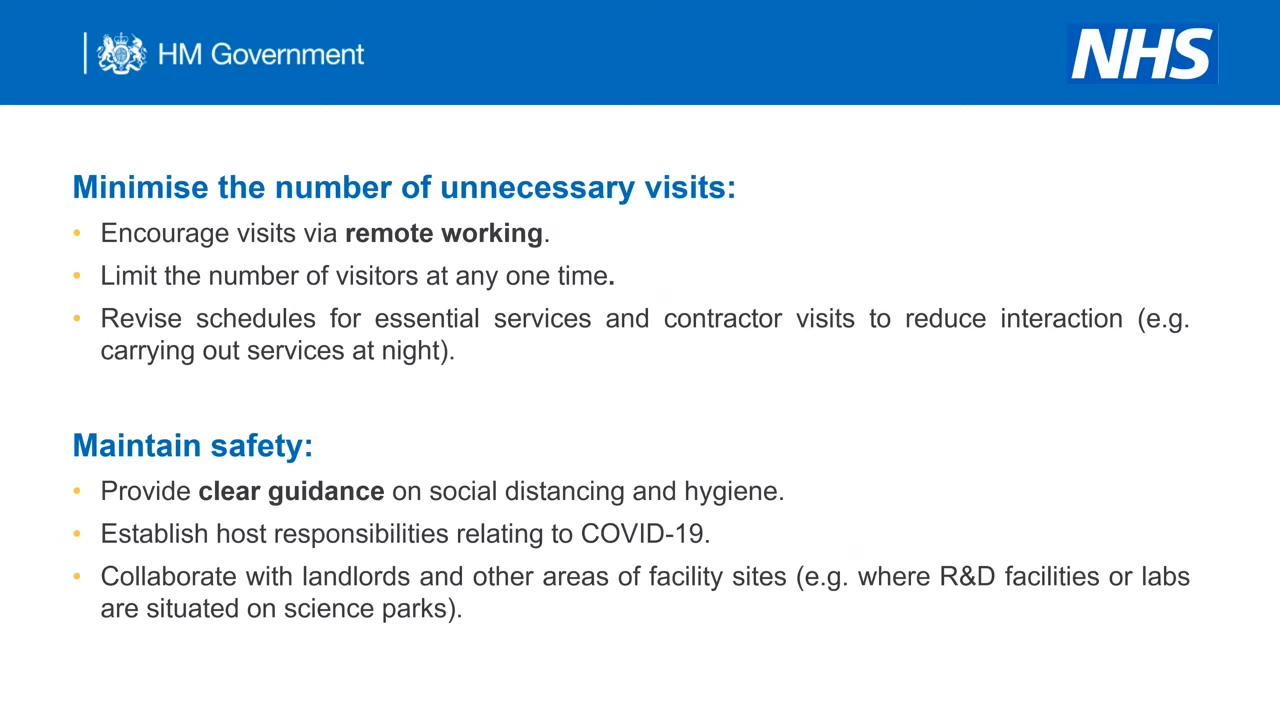 HM Government
NHS
Minimise the number of unnecessary visits:
• Encourage visits via remote working.
• Limit the number of visitors at any one time.
• Revise schedules for essential services and contractor visits to reduce interaction (e.g.
carrying out services at night).
Maintain safety:
• Provide clear guidance on social distancing and hygiene.
• Establish host responsibilities relating to COVID-19.
• Collaborate with landlords and other areas of facility sites (e.g. where R&D facilities or labs
are situated on science parks).